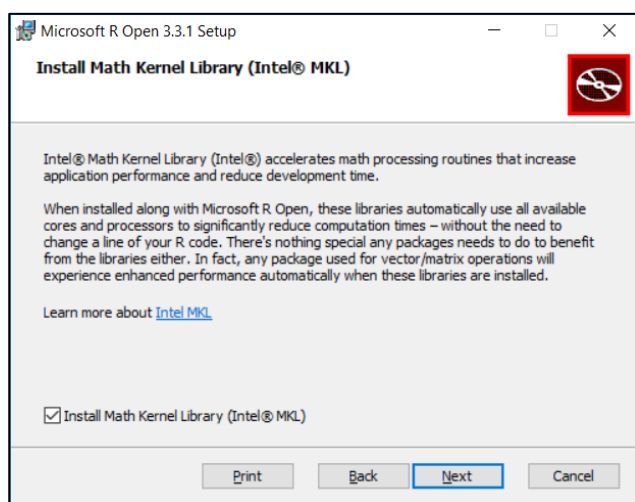 Microsoft R Open 3.3.1 Setup
Install Math Kernel Library (Intel® MKL)
Intel® Math Kernel Library (Intel®) accelerates math processing routines that increase
application performance and reduce development time.
When installed along with Microsoft R Open, these libraries automatically use all available
cores and processors to significantly reduce computation times – without the need to
change a line of your R code. There's nothing special any packages needs to do to benefit
from the libraries either. In fact, any package used for vector/matrix operations will
experience enhanced performance automatically when these libraries are installed.
Learn more about Intel MKL
Install Math Kernel Library (Intel® MKL)
Print Back Next Cancel